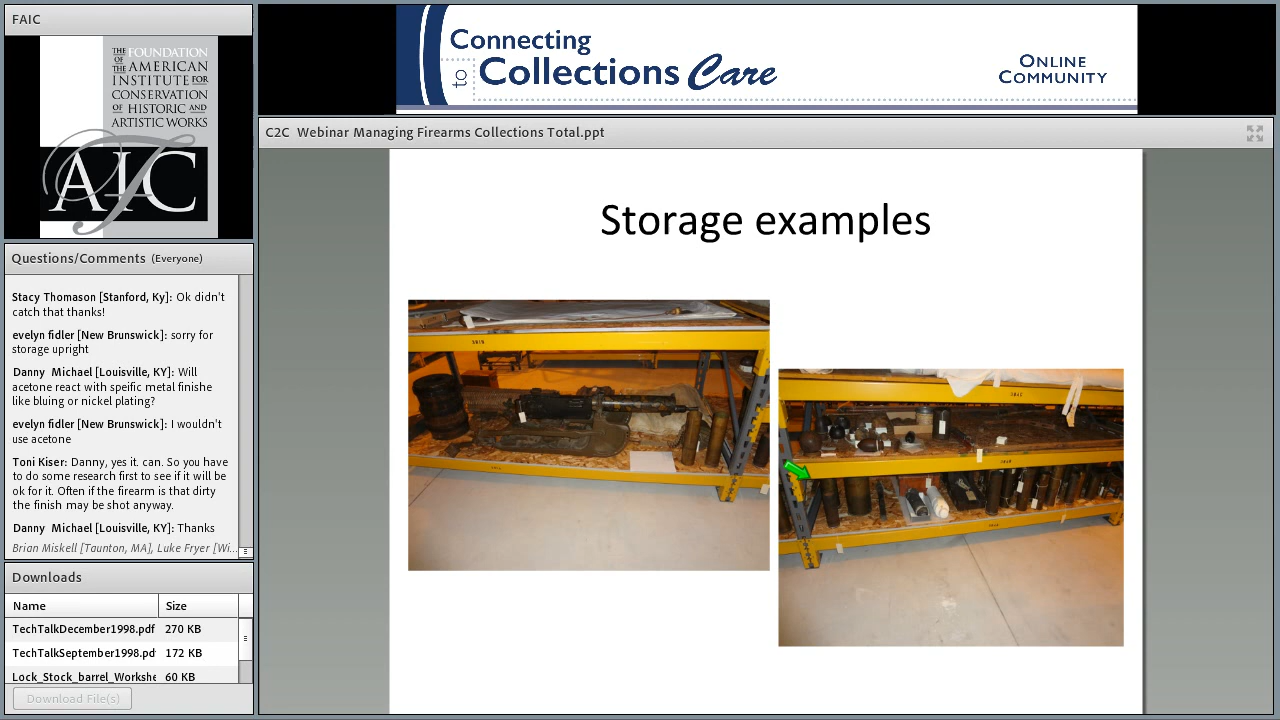 FAIC
THE FOUNDATION
OF THE AMERICAN
INSTITUTE FOR
CONSERVATION
OF HISTORIC AND
ARTISTIC WORKS
FAIC
Connecting
to Collections Care
ONLINE
COMMUNITY
C2C Webinar Managing Firearms Collections Total.ppt
Storage examples
Questions/Comments (Everyone)
Stacy Thomason [Stanford, Ky]: Ok didn't
catch that thanks!
evelyn fidler [New Brunswick]: sorry for
storage upright
Danny Michael [Louisville, KY]: Will
acetone react with speific metal finishe
like bluing or nickel plating?
evelyn fidler [New Brunswick]: I wouldn't
use acetone
Toni Kiser: Danny, yes it can. So you have
to do some research first to see if it will be
ok for it. Often if the firearm is that dirty
the finish may be shot anyway.
Danny Michael [Louisville, KY]: Thanks
Brian Miskell [Taunton, MA], Luke Fryer [Wi...
Downloads
Name Size
TechTalkDecember1998.pdf 270 KB
TechTalkSeptember1998.pd 172 KB
Lock_Stock_barrel_Workshe 60 KB
Download File(s)